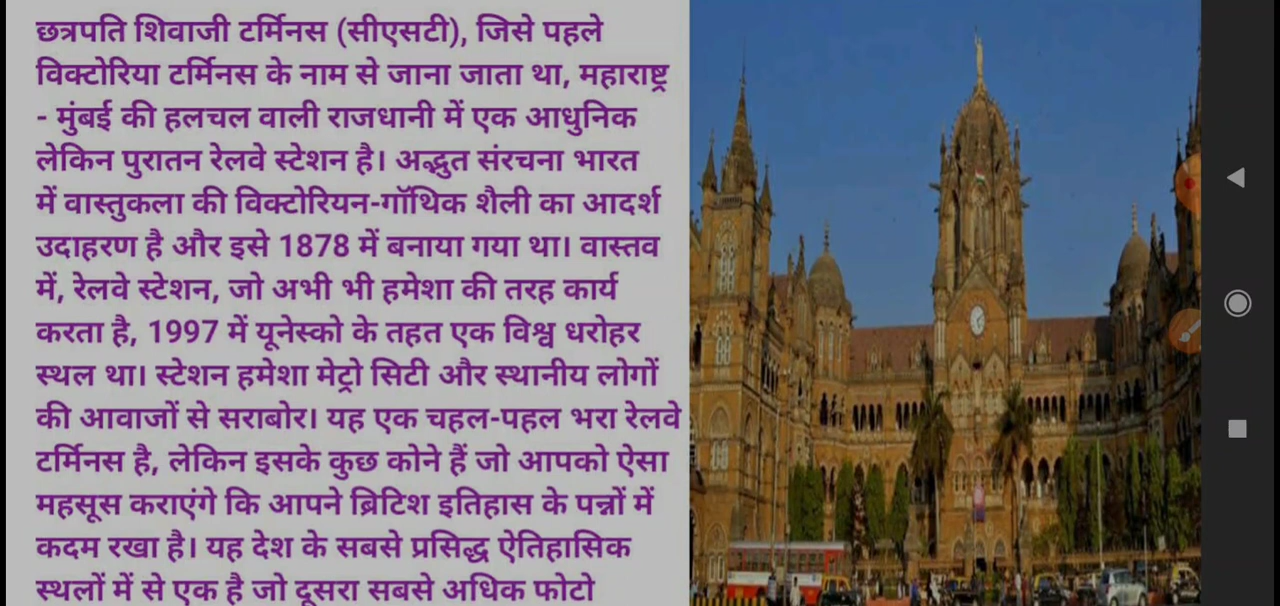 छत्रपति शिवाजी टर्मिनस (सीएसटी), जिसे पहले
विक्टोरिया टर्मिनस के नाम से जाना जाता था, महाराष्ट्र
- मुंबई की हलचल वाली राजधानी में एक आधुनिक
लेकिन पुरातन रेलवे स्टेशन है। अद्भुत संरचना भारत
में वास्तुकला की विक्टोरियन-गॉथिक शैली का आदर्श
उदाहरण है और इसे 1878 में बनाया गया था। वास्तव
में, रेलवे स्टेशन, जो अभी भी हमेशा की तरह कार्य
करता है, 1997 में यूनेस्को के तहत एक विश्व धरोहर
स्थल था। स्टेशन हमेशा मेट्रो सिटी और स्थानीय लोगों
की आवाजों से सराबोर। यह एक चहल-पहल भरा रेलवे
टर्मिनस है, लेकिन इसके कुछ कोने हैं जो आपको ऐसा
महसूस कराएंगे कि आपने ब्रिटिश इतिहास के पन्नों में
कदम रखा है। यह देश के सबसे प्रसिद्ध ऐतिहासिक
स्थलों में से एक है जो दूसरा सबसे अधिक फोटो